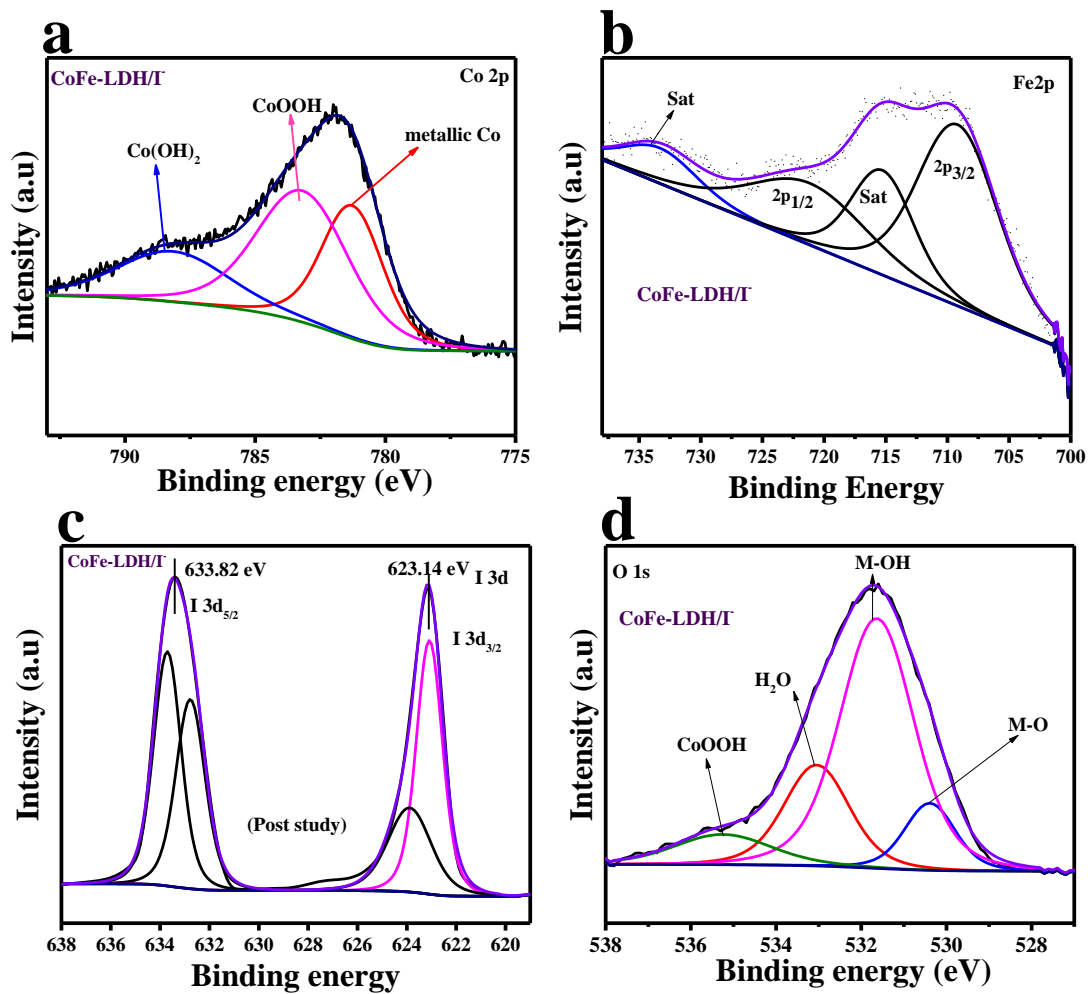 a
CoFe-LDH/I⁻
Co 2p
CoOOH
metallic Co
Co(OH)₂
Intensity (a.u)
790 785 780 775
Binding energy (eV)
b
Fe2p
Sat
2p₃/₂
2p₁/₂
Sat
CoFe-LDH/I⁻
Intensity (a.u)
735 730 725 720 715 710 705 700
Binding Energy
c
CoFe-LDH/I⁻
633.82 eV
623.14 eV
I 3d
I 3d₅/₂
I 3d₃/₂
(Post study)
Intensity (a.u)
638 636 634 632 630 628 626 624 622 620
Binding energy
d
O 1s
M-OH
CoFe-LDH/I⁻
H₂O
M-O
CoOOH
Intensity (a.u)
538 536 534 532 530 528
Binding energy (eV)